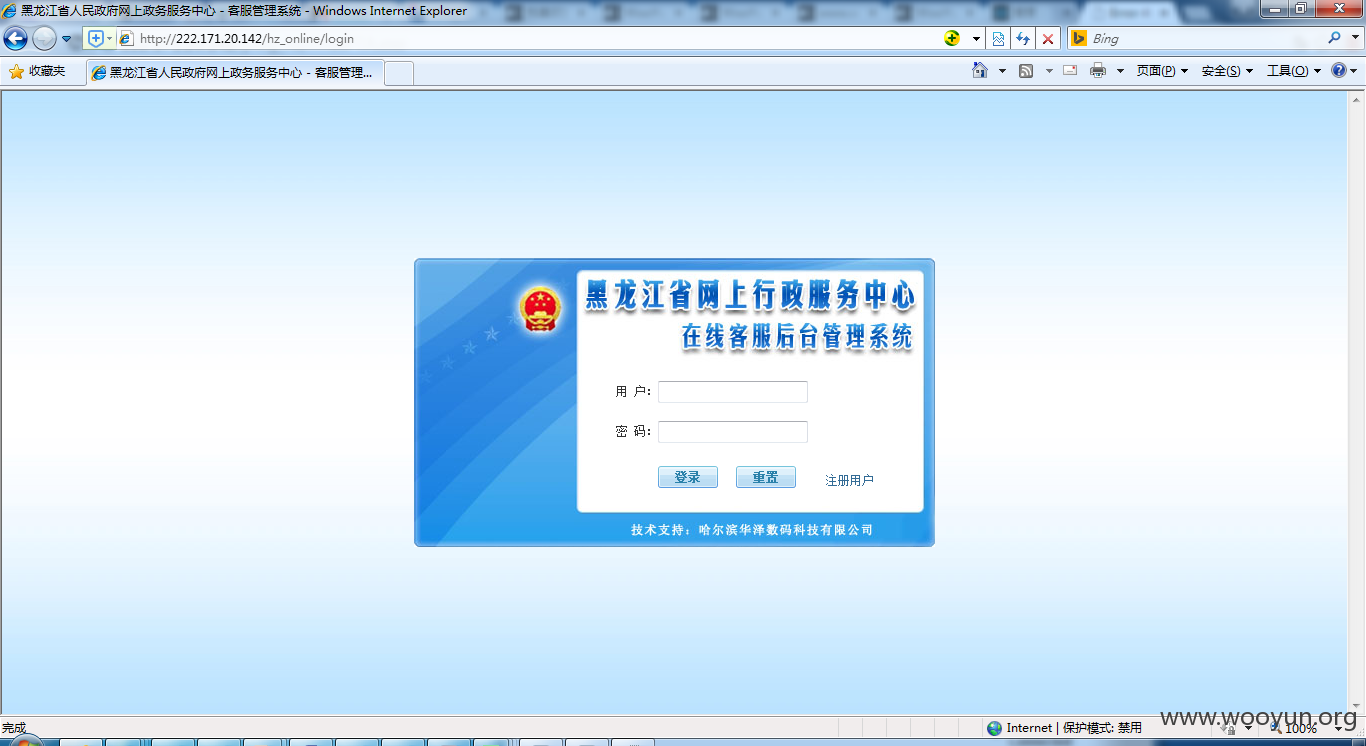 黑龙江省人民政府网上政务服务中心 - 客服管理系统 - Windows Internet Explorer
http://222.171.20.142/hz_online/login
Bing
收藏夹
黑龙江省人民政府网上政务服务中心 - 客服管理...
页面(P)
安全(S)
工具(O)
黑龙江省网上行政服务中心
在线客服后台管理系统
用 户：
密 码：
登录
重置
注册用户
技术支持：哈尔滨华泽数码科技有限公司
完成
Internet | 保护模式: 禁用
100%
www.wooyun.org